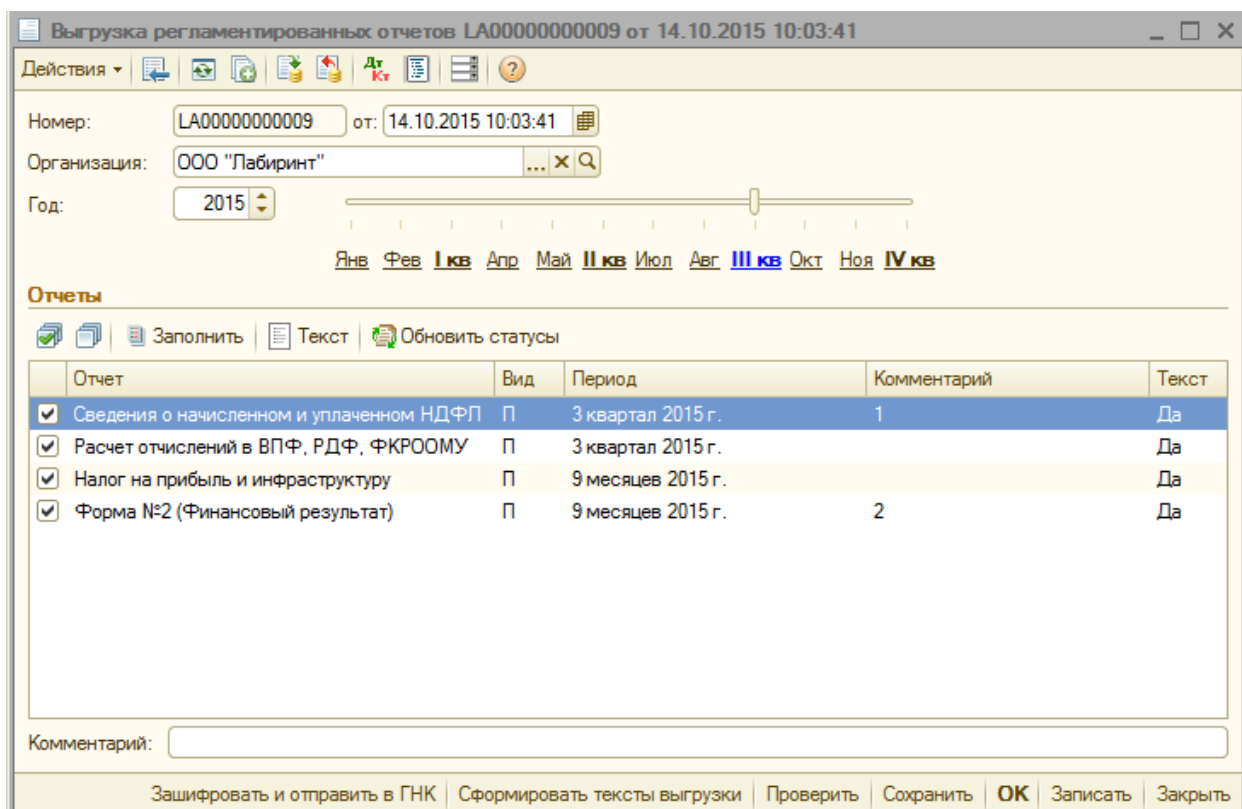 Выгрузка регламентированных отчетов LA00000000009 от 14.10.2015 10:03:41
Действия Дт Кт
Номер: LA00000000009 от: 14.10.2015 10:03:41
Организация: ООО "Лабиринт" ...
Год: 2015
Янв Фев I кв Апр Май II кв Июл Авг III кв Окт Ноя IV кв
Отчеты
Заполнить Текст Обновить статусы
Отчет Вид Период Комментарий Текст
Сведения о начисленном и уплаченном НДФЛ П 3 квартал 2015 г. 1 Да
Расчет отчислений в ВПФ, РДФ, ФКРООМУ П 3 квартал 2015 г. Да
Налог на прибыль и инфраструктуру П 9 месяцев 2015 г. Да
Форма №2 (Финансовый результат) П 9 месяцев 2015 г. 2 Да
Комментарий:
Зашифровать и отправить в ГНК Сформировать тексты выгрузки Проверить Сохранить OK Записать Закрыть